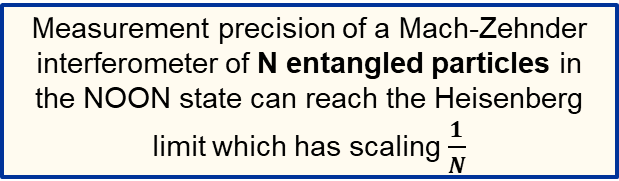 Measurement precision of a Mach-Zehnder
interferometer of N entangled particles in
the NOON state can reach the Heisenberg
limit which has scaling 1/N